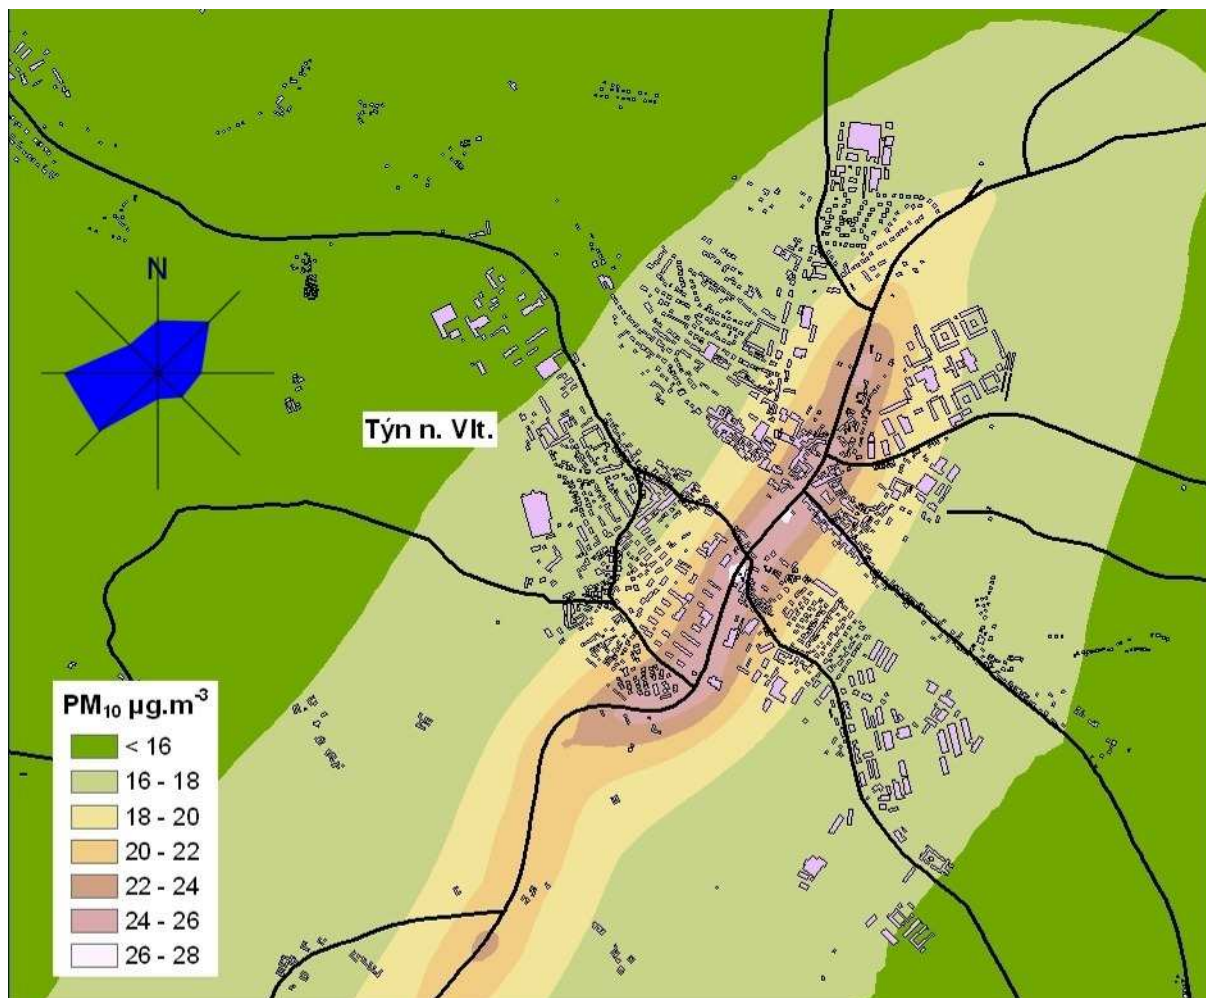 N
Týn n. Vlt.
PM₁₀ µg.m⁻³
< 16
16 - 18
18 - 20
20 - 22
22 - 24
24 - 26
26 - 28